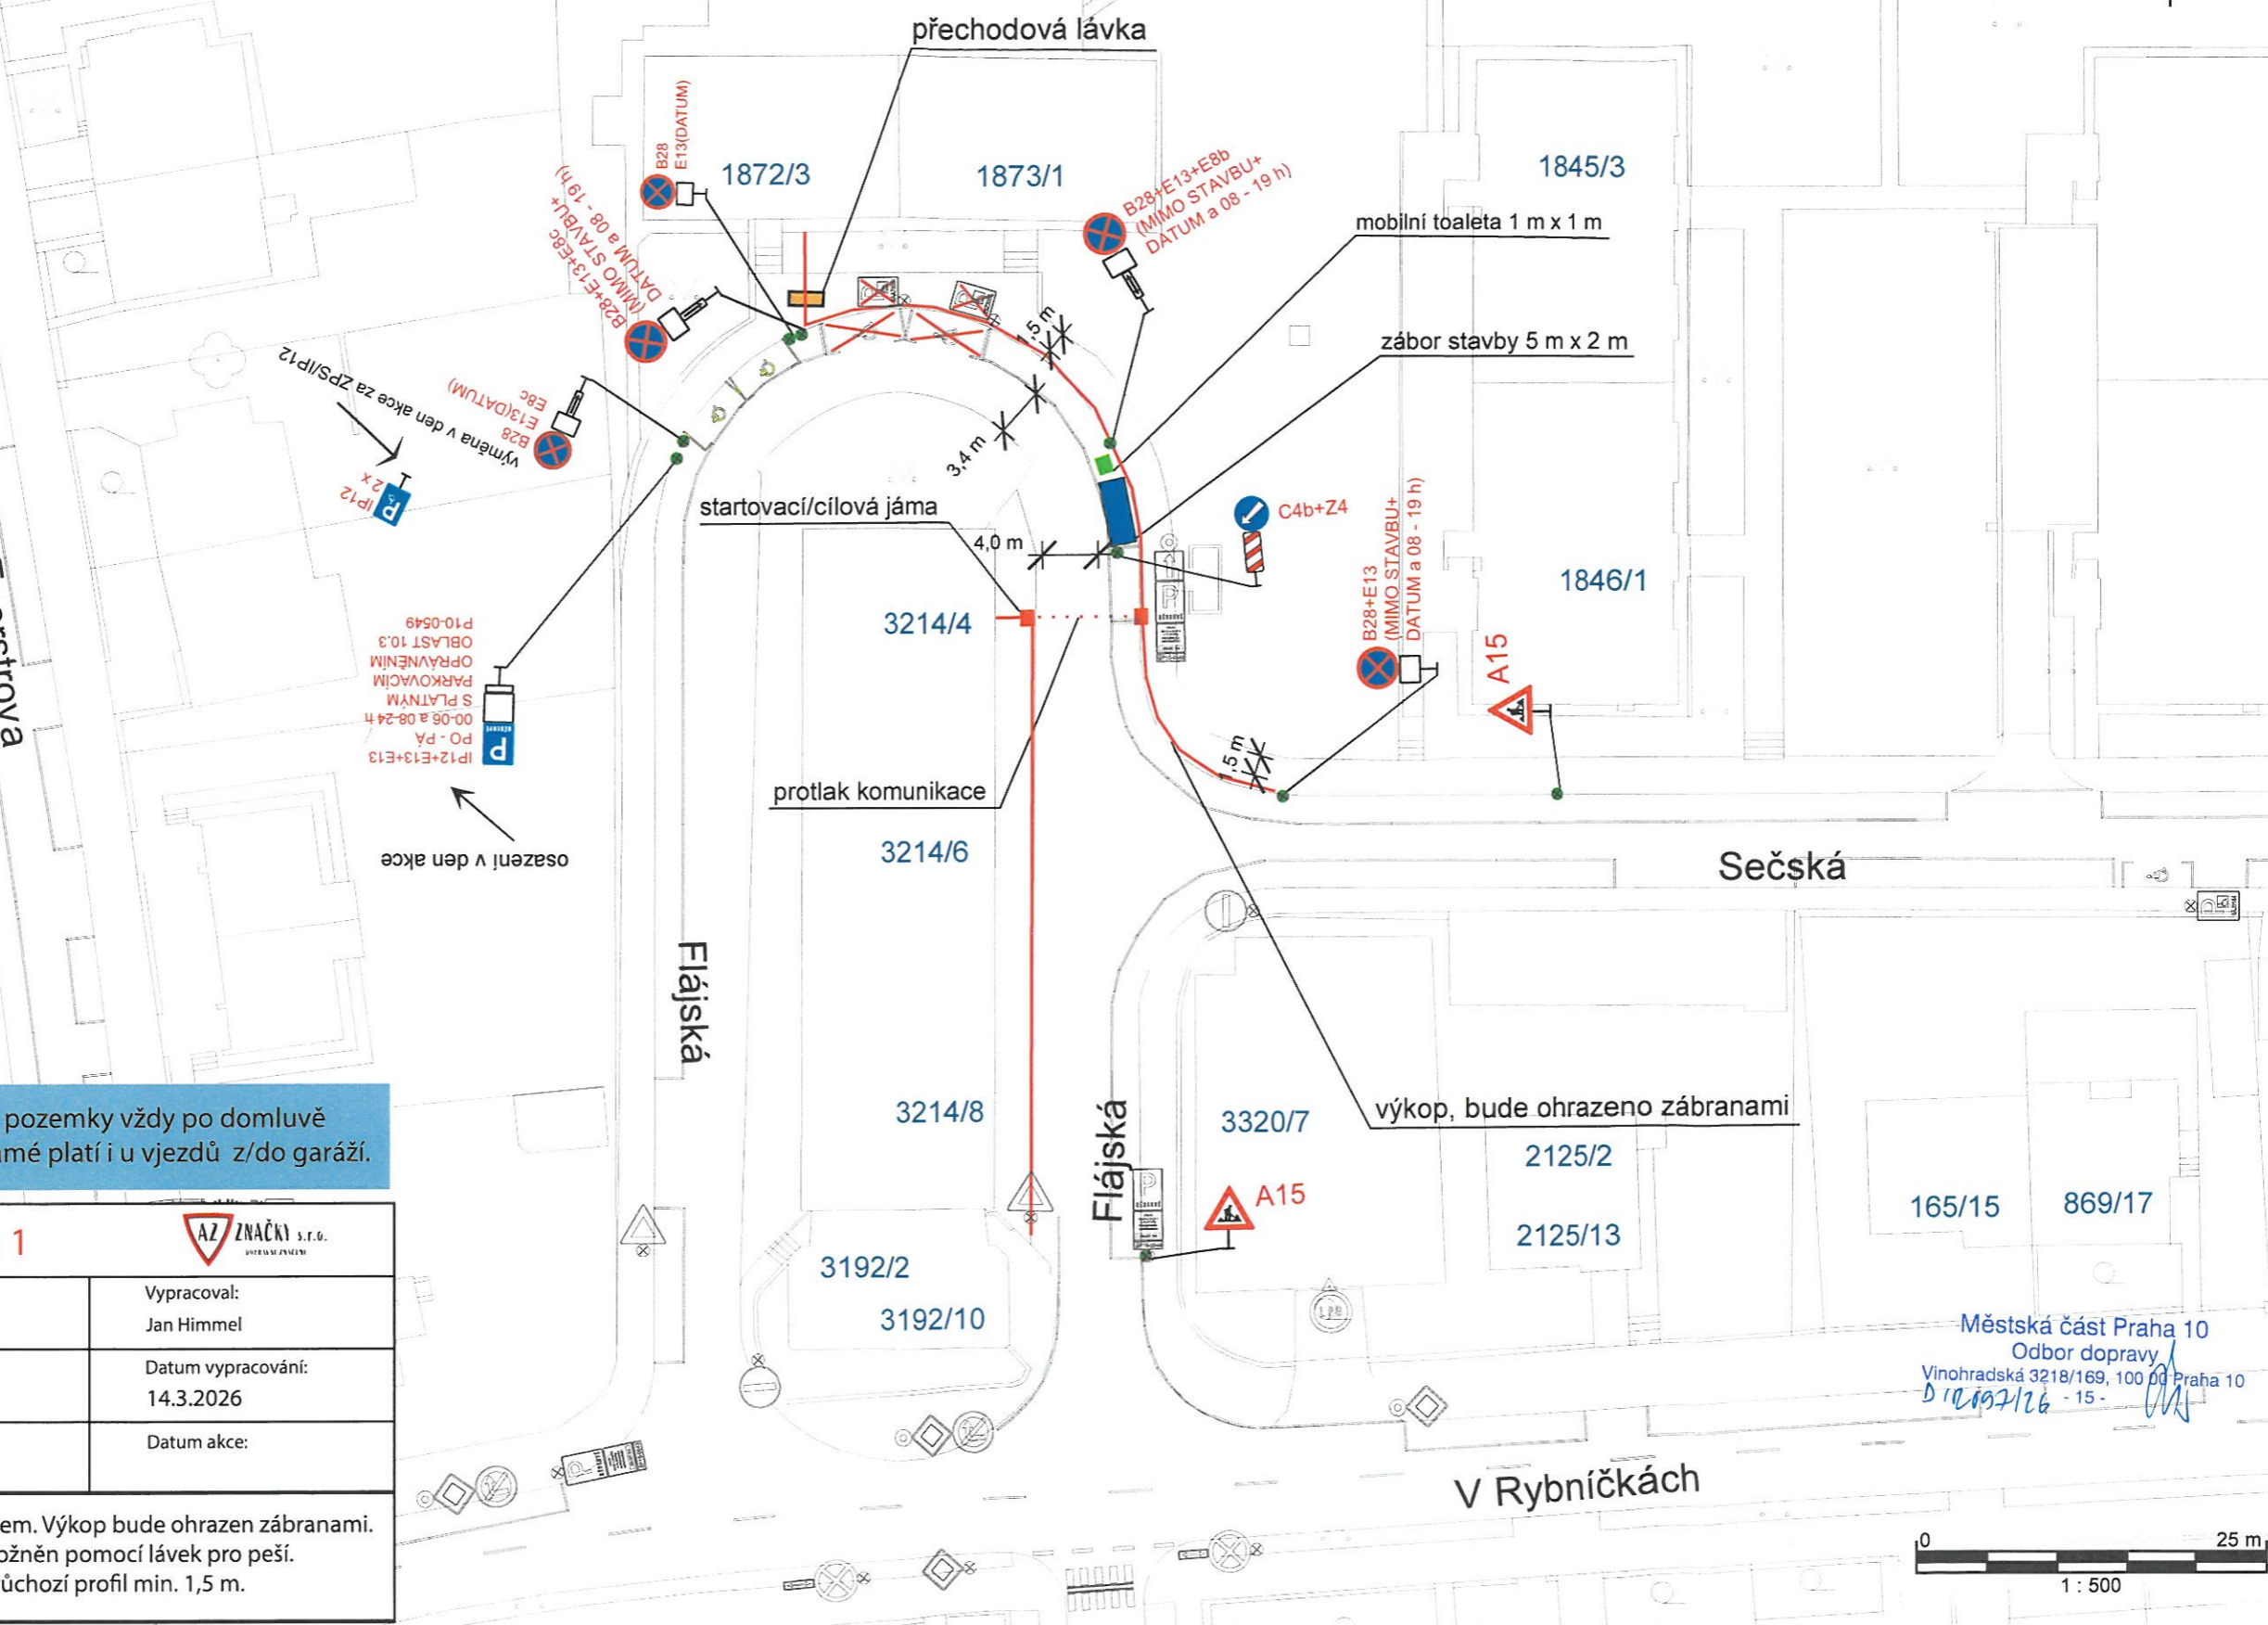 přechodová lávka
B28
E13(DATUM)
1872/3
1873/1
B28+E13+E8b
(MIMO STAVBU+
DATUM a 08 - 19 h)
1845/3
mobilní toaleta 1 m x 1 m
B28+E13+E8c
(MIMO STAVBU+
DATUM a 08 - 19 h)
1,5 m
zábor stavby 5 m x 2 m
výměna v den akce za ZPS/IP12
B28
E13(DATUM)
E8c
IP12
2 x
3,4 m
startovací/cílová jáma
4,0 m
C4b+Z4
B28+E13
(MIMO STAVBU+
DATUM a 08 - 19 h)
1846/1
A15
3214/4
IP12+E13+E13
PO - PÁ
00-06 a 08-24 h
S PLATNÝM
PARKOVACÍM
OPRÁVNĚNÍM
OBLAST 10.3
P10-0549
osazení v den akce
protlak komunikace
1,5 m
3214/6
Sečská
Flájská
3214/8
Flájská
3320/7
výkop, bude ohrazeno zábranami
2125/2
2125/13
165/15
869/17
A15
3192/2
3192/10
pozemky vždy po domluvě
amé platí i u vjezdů z/do garáží.
1
AZ ZNAČKI s.r.o.
Vypracoval:
Jan Himmel
Datum vypracování:
14.3.2026
Datum akce:
em. Výkop bude ohrazen zábranami.
ožněn pomocí lávek pro peší.
růchozí profil min. 1,5 m.
Městská část Praha 10
Odbor dopravy
Vinohradská 3218/169, 100 00 Praha 10
- 15 -
V Rybníčkách
0
25 m
1 : 500